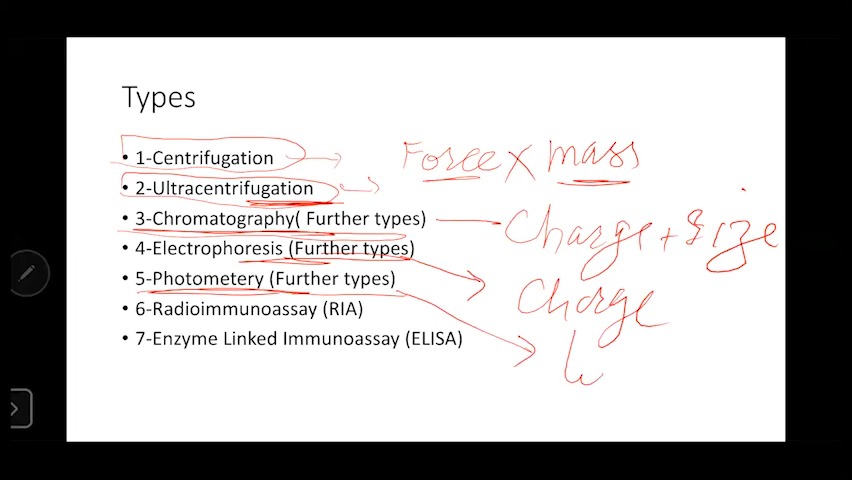 Types
• 1-Centrifugation
Force X mass
• 2-Ultracentrifugation
• 3-Chromatography( Further types)
Charge + Size
• 4-Electrophoresis (Further types)
Charge
• 5-Photometery (Further types)
• 6-Radioimmunoassay (RIA)
• 7-Enzyme Linked Immunoassay (ELISA)